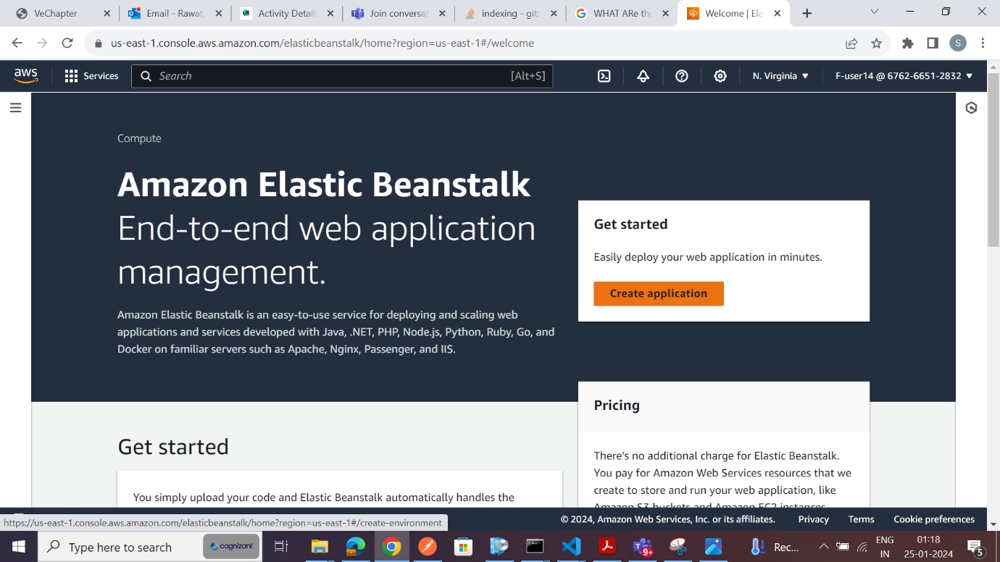 VeChapter
Email - Rawat,
Activity Details
Join conversat
indexing - git:
WHAT ARe the
Welcome | Ela
us-east-1.console.aws.amazon.com/elasticbeanstalk/home?region=us-east-1#/welcome
S
aws
Services
Search
[Alt+S]
N. Virginia
F-user14 @ 6762-6651-2832
Compute
Amazon Elastic Beanstalk
End-to-end web application
management.
Amazon Elastic Beanstalk is an easy-to-use service for deploying and scaling web
applications and services developed with Java, .NET, PHP, Node.js, Python, Ruby, Go, and
Docker on familiar servers such as Apache, Nginx, Passenger, and IIS.
Get started
Easily deploy your web application in minutes.
Create application
Pricing
There's no additional charge for Elastic Beanstalk.
You pay for Amazon Web Services resources that we
create to store and run your web application, like
Amazon S3 buckets and Amazon EC2 instances.
Get started
You simply upload your code and Elastic Beanstalk automatically handles the
https://us-east-1.console.aws.amazon.com/elasticbeanstalk/home?region=us-east-1#/create-environment
© 2024, Amazon Web Services, Inc. or its affiliates.
Privacy
Terms
Cookie preferences
Type here to search
cognizant
9+
Rec...
ENG
IN
01:18
25-01-2024
5